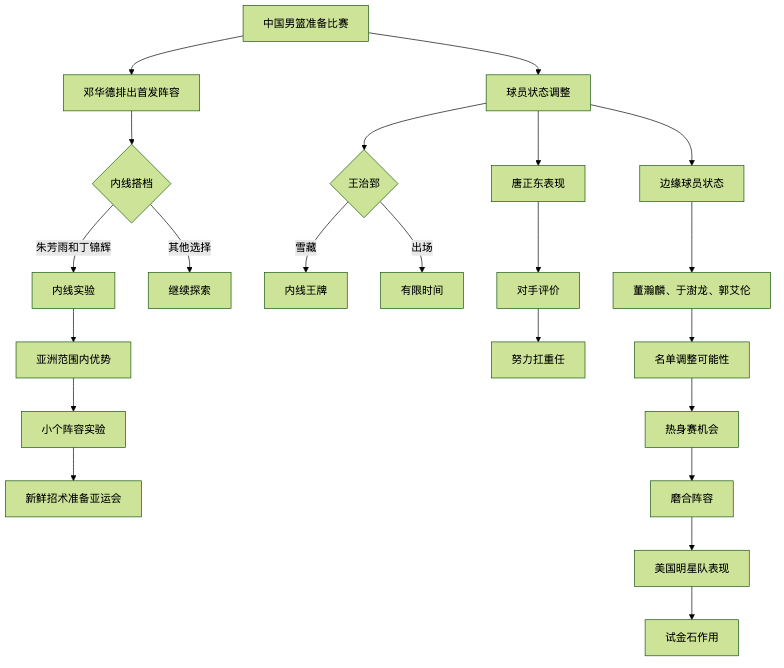 中国男篮准备比赛
邓华德排出首发阵容
球员状态调整
内线搭档
王治郅
唐正东表现
边缘球员状态
朱芳雨和丁锦辉
其他选择
雪藏
出场
内线实验
继续探索
内线王牌
有限时间
对手评价
董瀚麟、于澍龙、郭艾伦
亚洲范围内优势
努力扛重任
名单调整可能性
小个阵容实验
热身赛机会
新鲜招术准备亚运会
磨合阵容
美国明星队表现
试金石作用